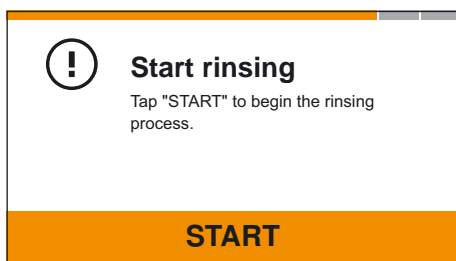 Start rinsing
Tap "START" to begin the rinsing
process.
START